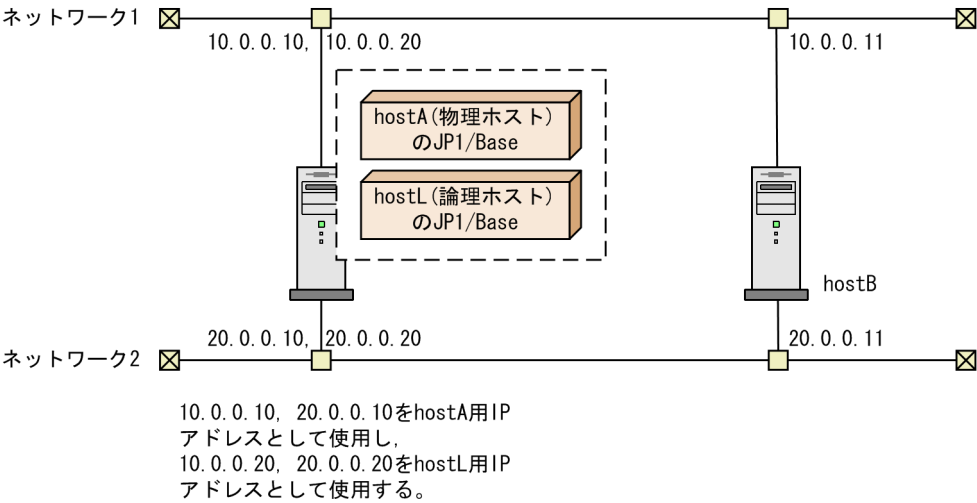 ネットワーク1
10.0.0.10, 10.0.0.20
10.0.0.11
hostA(物理ホスト)
のJP1/Base
hostL(論理ホスト)
のJP1/Base
hostB
20.0.0.10, 20.0.0.20
20.0.0.11
ネットワーク2
10.0.0.10, 20.0.0.10をhostA用IP
アドレスとして使用し,
10.0.0.20, 20.0.0.20をhostL用IP
アドレスとして使用する。